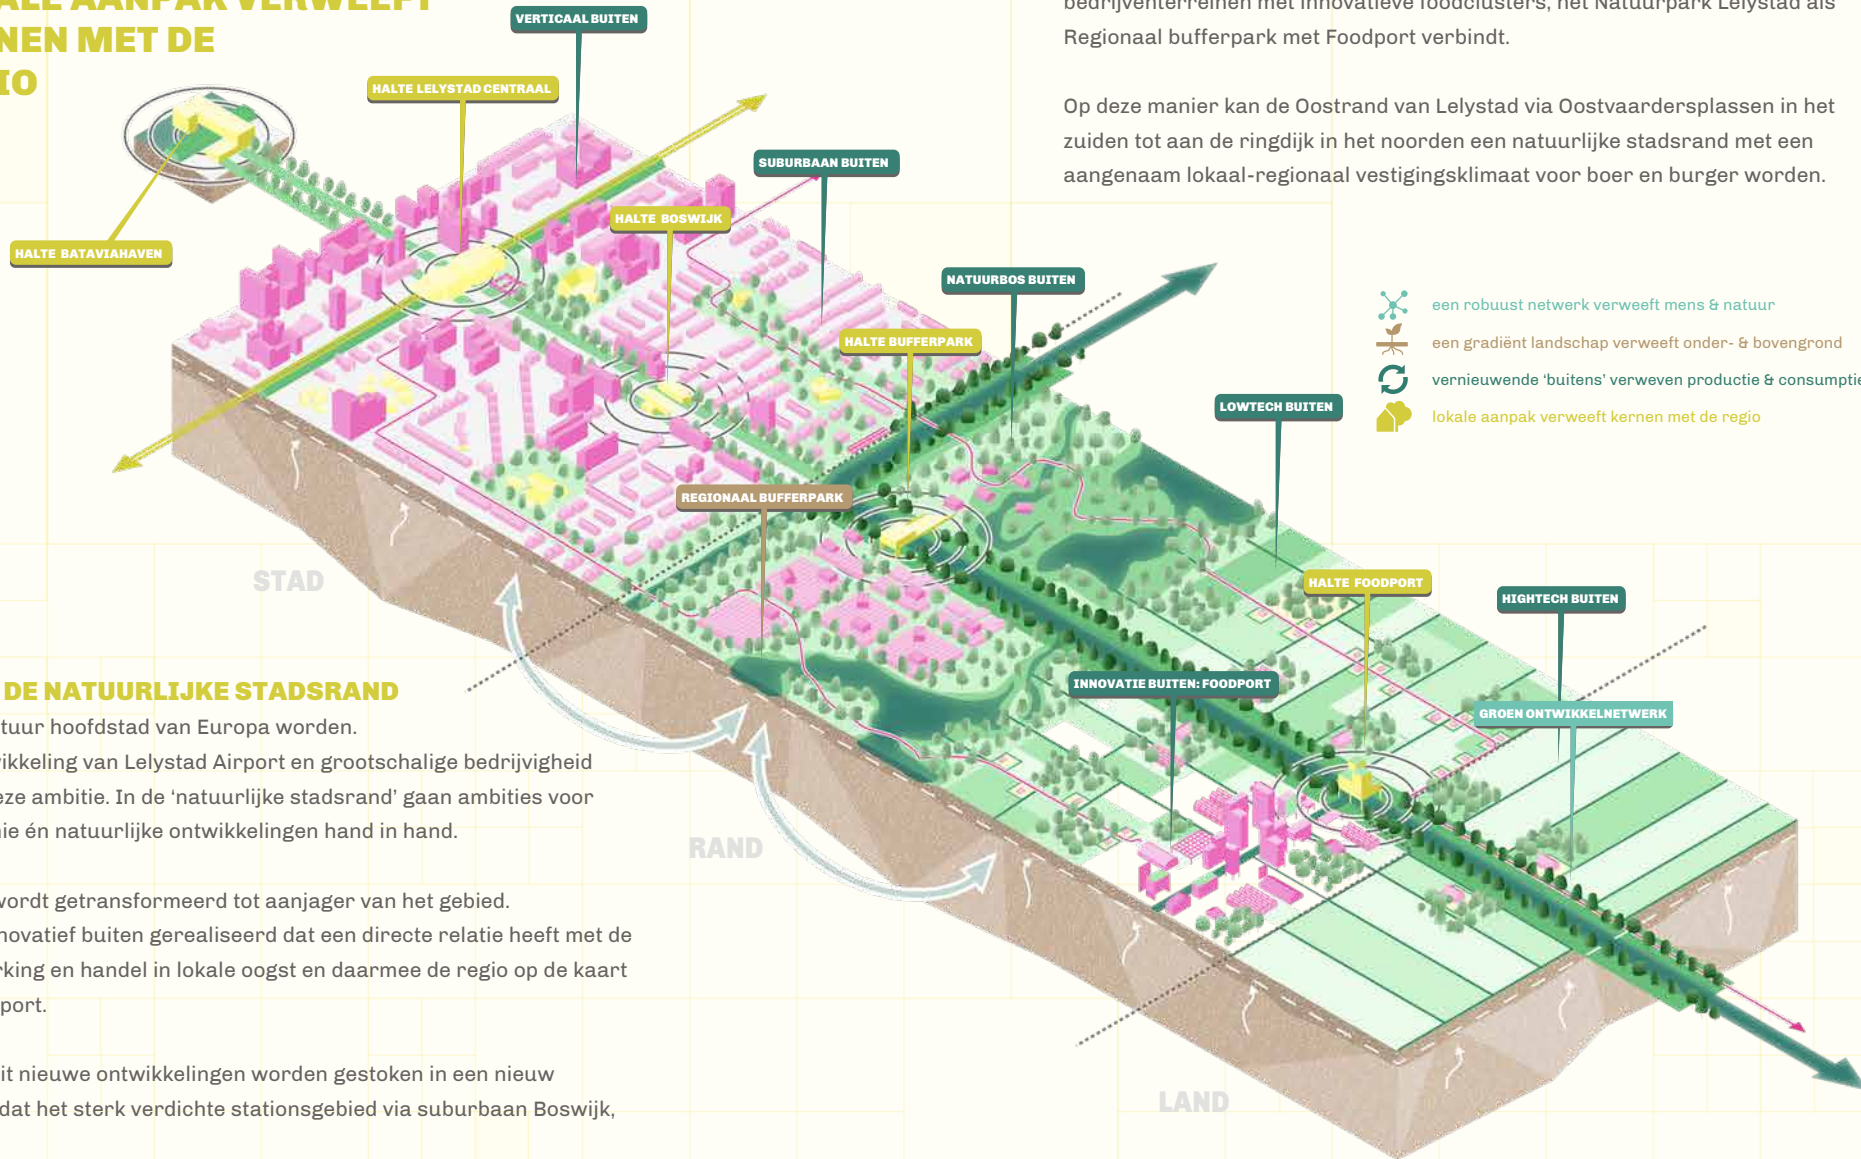 ALE AANPAK VERWEEFT
NEN MET DE
IO
bedrijventerreinen met innovatieve foodclusters, het Natuurpark Lelystad als
Regionaal bufferpark met Foodport verbindt.
Op deze manier kan de Oostrand van Lelystad via Oostvaardersplassen in het
zuiden tot aan de ringdijk in het noorden een natuurlijke stadsrand met een
aangenaam lokaal-regionaal vestigingsklimaat voor boer en burger worden.
VERTICAAL BUITEN
HALTE LELYSTAD CENTRAAL
SUBURBAAN BUITEN
HALTE BOSWIJK
HALTE BATAVIAHAVEN
NATUURBOS BUITEN
HALTE BUFFERPARK
een robuust netwerk verweeft mens & natuur
een gradiënt landschap verweeft onder- & bovengrond
vernieuwende ‘buitens’ verweven productie & consumptie
lokale aanpak verweeft kernen met de regio
LOWTECH BUITEN
REGIONAAL BUFFERPARK
STAD
HALTE FOODPORT
HIGHTECH BUITEN
INNOVATIE BUITEN: FOODPORT
GROEN ONTWIKKELNETWERK
RAND
LAND
DE NATUURLIJKE STADSRAND
tuur hoofdstad van Europa worden.
wikkeling van Lelystad Airport en grootschalige bedrijvigheid
eze ambitie. In de ‘natuurlijke stadsrand’ gaan ambities voor
nie én natuurlijke ontwikkelingen hand in hand.
wordt getransformeerd tot aanjager van het gebied.
nnovatief buiten gerealiseerd dat een directe relatie heeft met de
rking en handel in lokale oogst en daarmee de regio op de kaart
port.
it nieuwe ontwikkelingen worden gestoken in een nieuw
dat het sterk verdichte stationsgebied via suburbaan Boswijk,